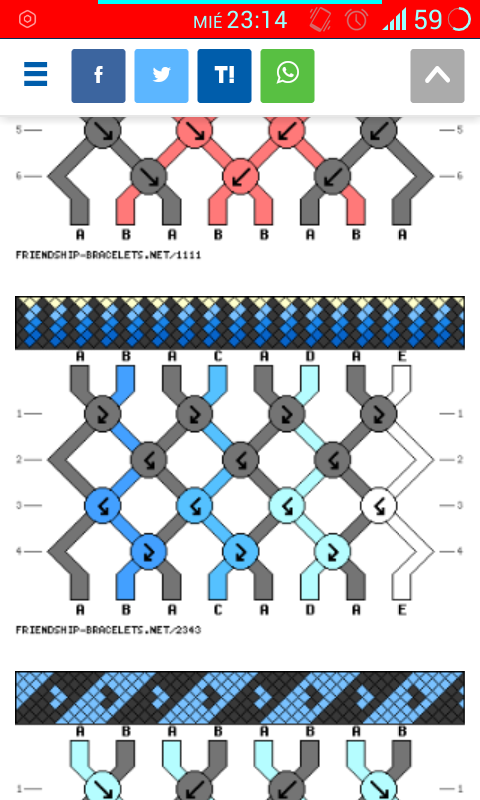 MIÉ 23:14 59
f T!
5 5
6 6
A B A B B A B A
FRIENDSHIP-BRACELETS.NET/1111
A B A C A D A E
1 1
2 2
3 3
4 4
A B A C A D A E
FRIENDSHIP-BRACELETS.NET/2343
A B A B A B A B
1 1